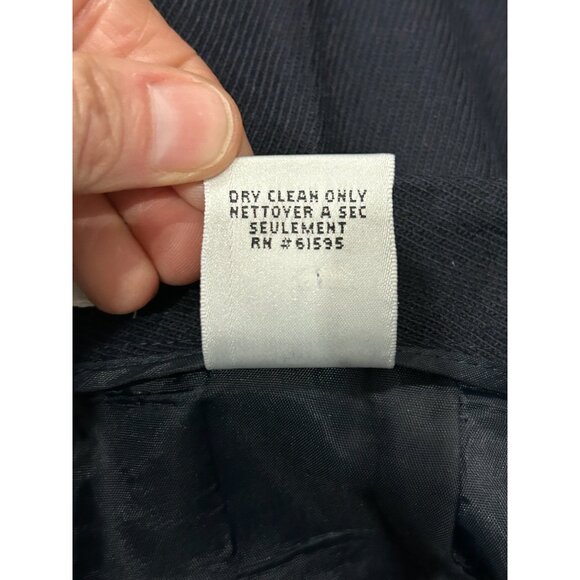 DRY CLEAN ONLY
NETTOYER A SEC
SEULEMENT
RN #61595